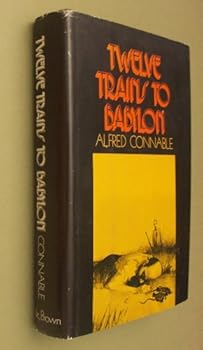 TWELVE
TRAINS TO
BABYLON
ALFRED CONNABLE
TWELVE TRAINS TO BABYLON
CONNABLE
Brown